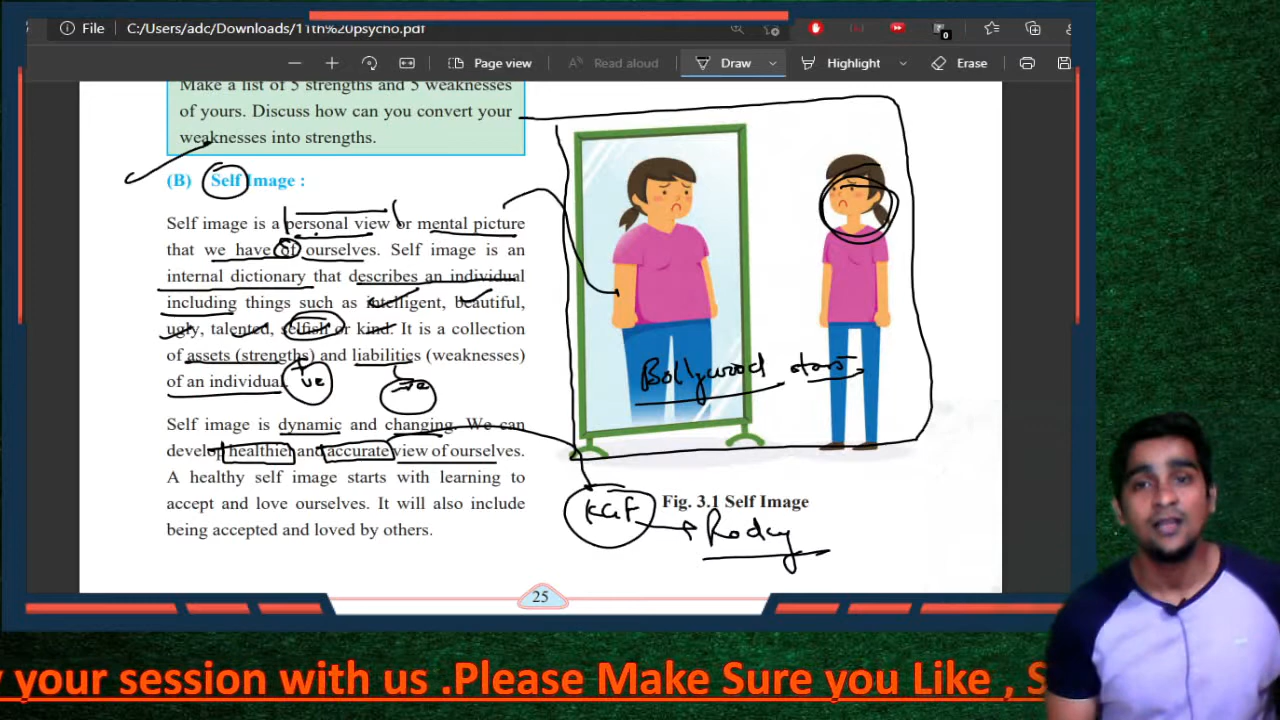 File C:/Users/adc/Downloads/11th%20psycho.pdf
Page view Read aloud Draw Highlight Erase
Make a list of 5 strengths and 5 weaknesses
of yours. Discuss how can you convert your
weaknesses into strengths.
(B) Self Image :
Self image is a personal view or mental picture
that we have of ourselves. Self image is an
internal dictionary that describes an individual
including things such as intelligent, beautiful,
ugly, talented, selfish or kind. It is a collection
of assets (strengths) and liabilities (weaknesses)
of an individual.
+ve
-ve
Self image is dynamic and changing. We can
develop healthier and accurate view of ourselves.
A healthy self image starts with learning to
accept and love ourselves. It will also include
being accepted and loved by others.
Bollywood stars
Fig. 3.1 Self Image
KGF
Rocky
25
y your session with us .Please Make Sure you Like , S